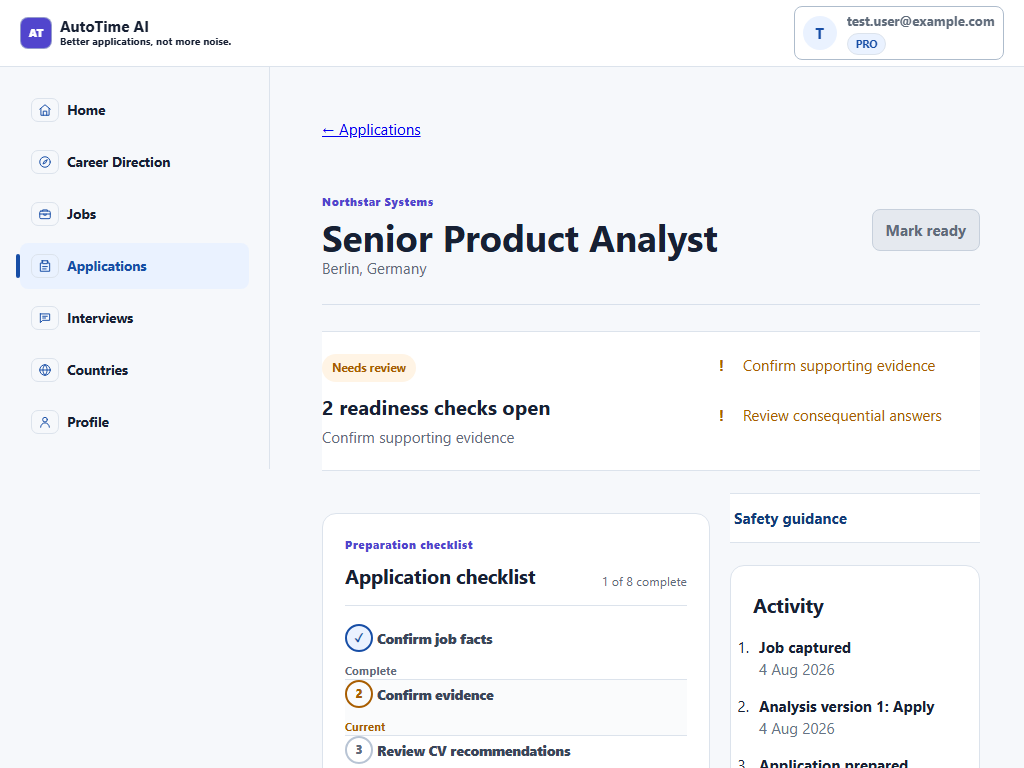 AT
AutoTime AI
Better applications, not more noise.
T
test.user@example.com
PRO
Home
Career Direction
Jobs
Applications
Interviews
Countries
Profile
← Applications
Northstar Systems
Senior Product Analyst
Berlin, Germany
Mark ready
Needs review
2 readiness checks open
Confirm supporting evidence
! Confirm supporting evidence
! Review consequential answers
Preparation checklist
Application checklist
1 of 8 complete
✓ Confirm job facts
Complete
2 Confirm evidence
Current
3 Review CV recommendations
Safety guidance
Activity
1. Job captured
4 Aug 2026
2. Analysis version 1: Apply
4 Aug 2026
3. Application prepared